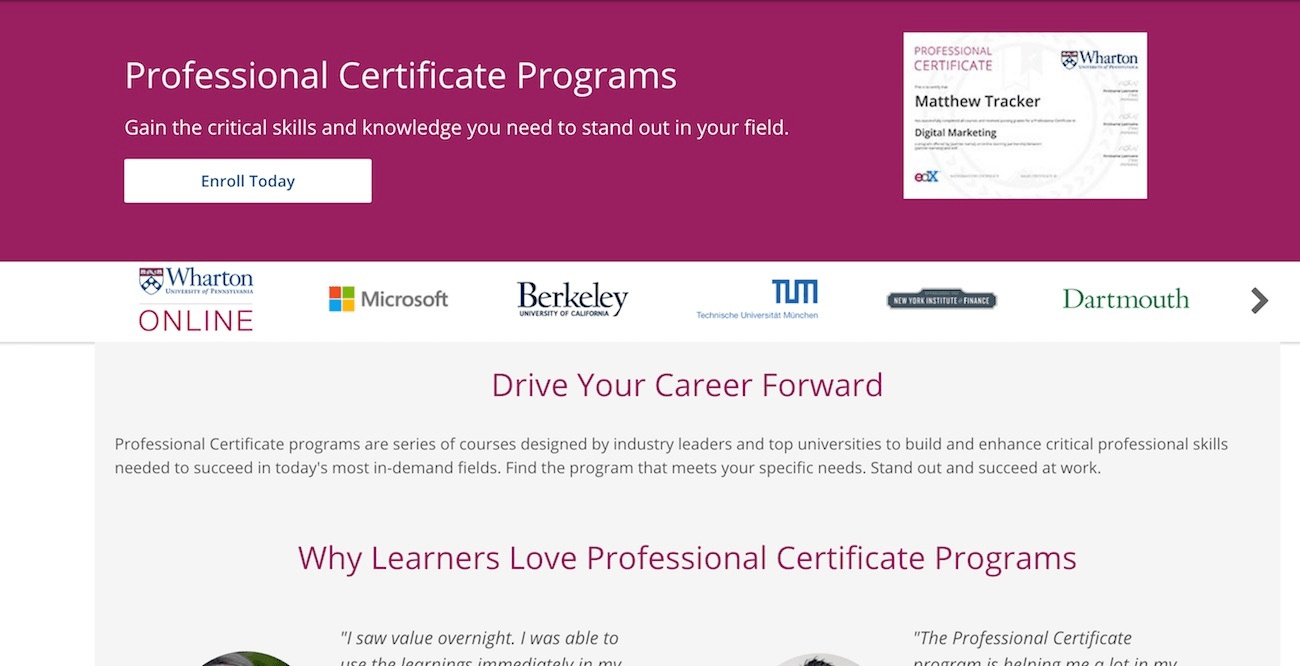 Professional Certificate Programs
Gain the critical skills and knowledge you need to stand out in your field.
Enroll Today
PROFESSIONAL
CERTIFICATE
Wharton
UNIVERSITY of PENNSYLVANIA
Matthew Tracker
Digital Marketing
edX
Wharton
UNIVERSITY of PENNSYLVANIA
ONLINE
Microsoft
Berkeley
UNIVERSITY OF CALIFORNIA
TUM
Technische Universität München
NEW YORK INSTITUTE of FINANCE
Dartmouth
Drive Your Career Forward
Professional Certificate programs are series of courses designed by industry leaders and top universities to build and enhance critical professional skills
needed to succeed in today's most in-demand fields. Find the program that meets your specific needs. Stand out and succeed at work.
Why Learners Love Professional Certificate Programs
"I saw value overnight. I was able to
use the learnings immediately in my
"The Professional Certificate
program is helping me a lot in my